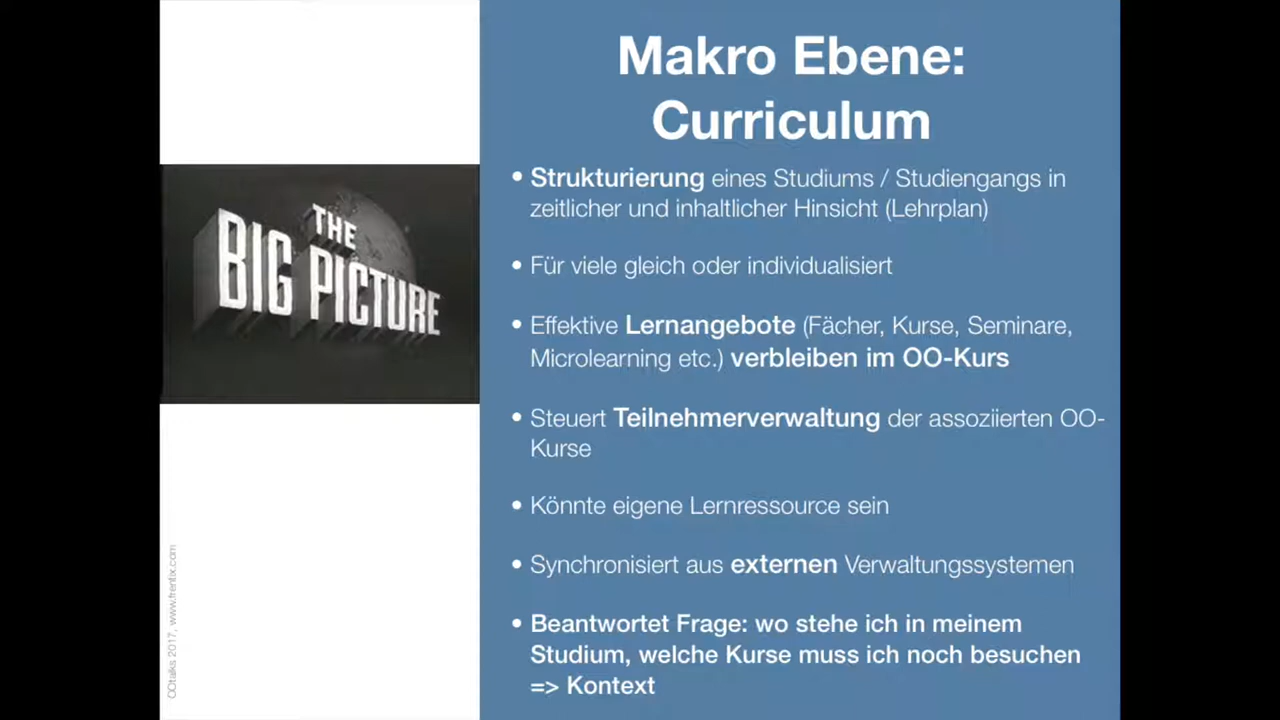 Makro Ebene:
Curriculum
THE
BIG PICTURE
• Strukturierung eines Studiums / Studiengangs in
zeitlicher und inhaltlicher Hinsicht (Lehrplan)
• Für viele gleich oder individualisiert
• Effektive Lernangebote (Fächer, Kurse, Seminare,
Microlearning etc.) verbleiben im OO-Kurs
• Steuert Teilnehmerverwaltung der assoziierten OO-
Kurse
• Könnte eigene Lernressource sein
• Synchronisiert aus externen Verwaltungssystemen
• Beantwortet Frage: wo stehe ich in meinem
Studium, welche Kurse muss ich noch besuchen
=> Kontext
OOtalks 2017, www.frentix.com